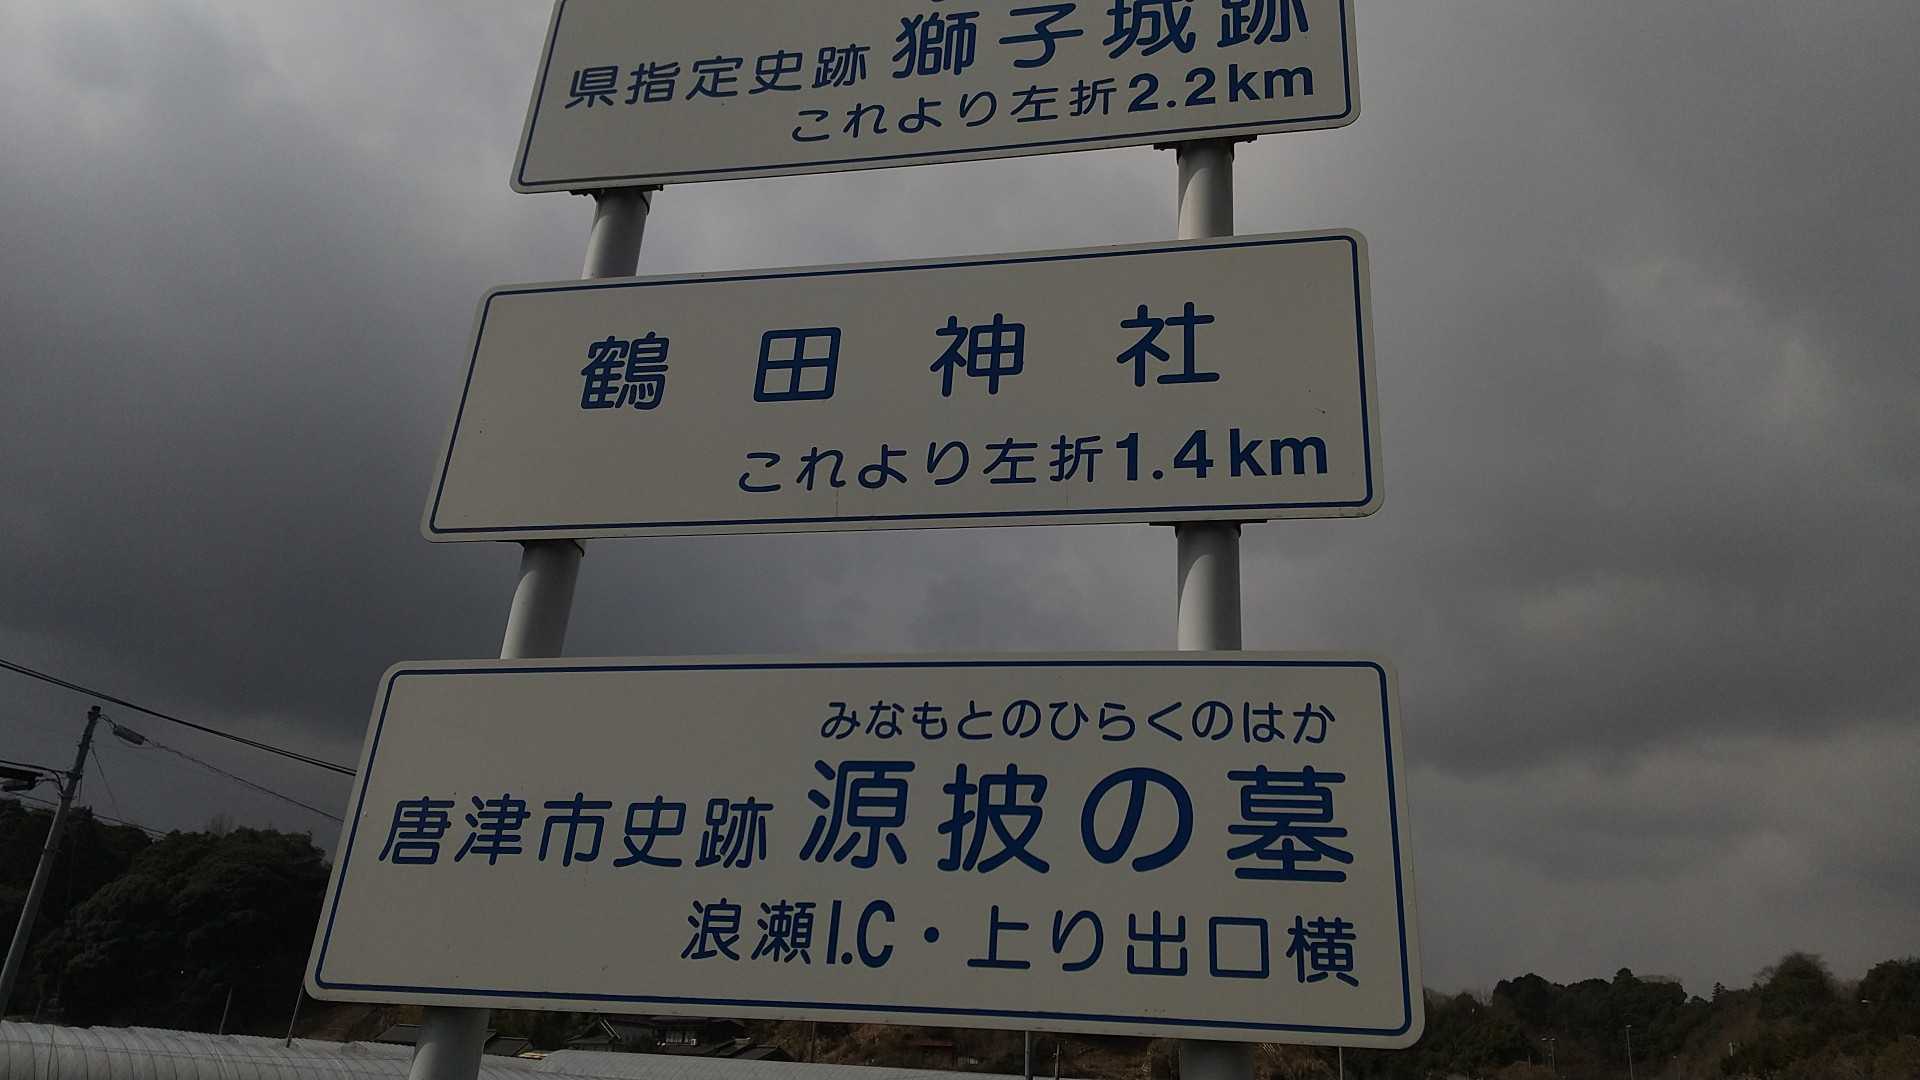 県指定史跡 獅子城跡
これより左折2.2km
鶴田神社
これより左折1.4km
みなもとのひらくのはか
唐津市史跡 源披の墓
浪瀬I.C・上り出口横